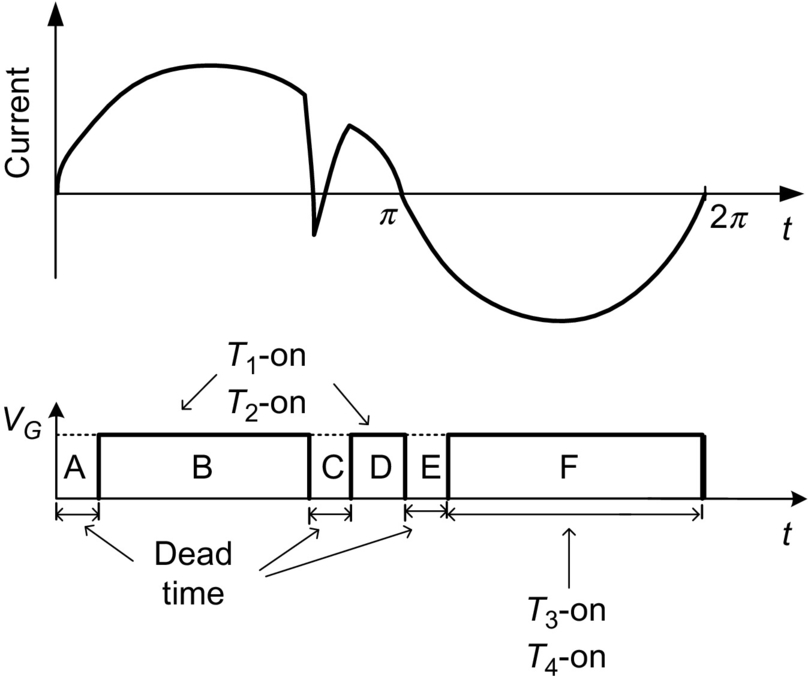 Current
π
2π
t
T1-on
T2-on
VG
A
B
C
D
E
F
t
Dead
time
T3-on
T4-on